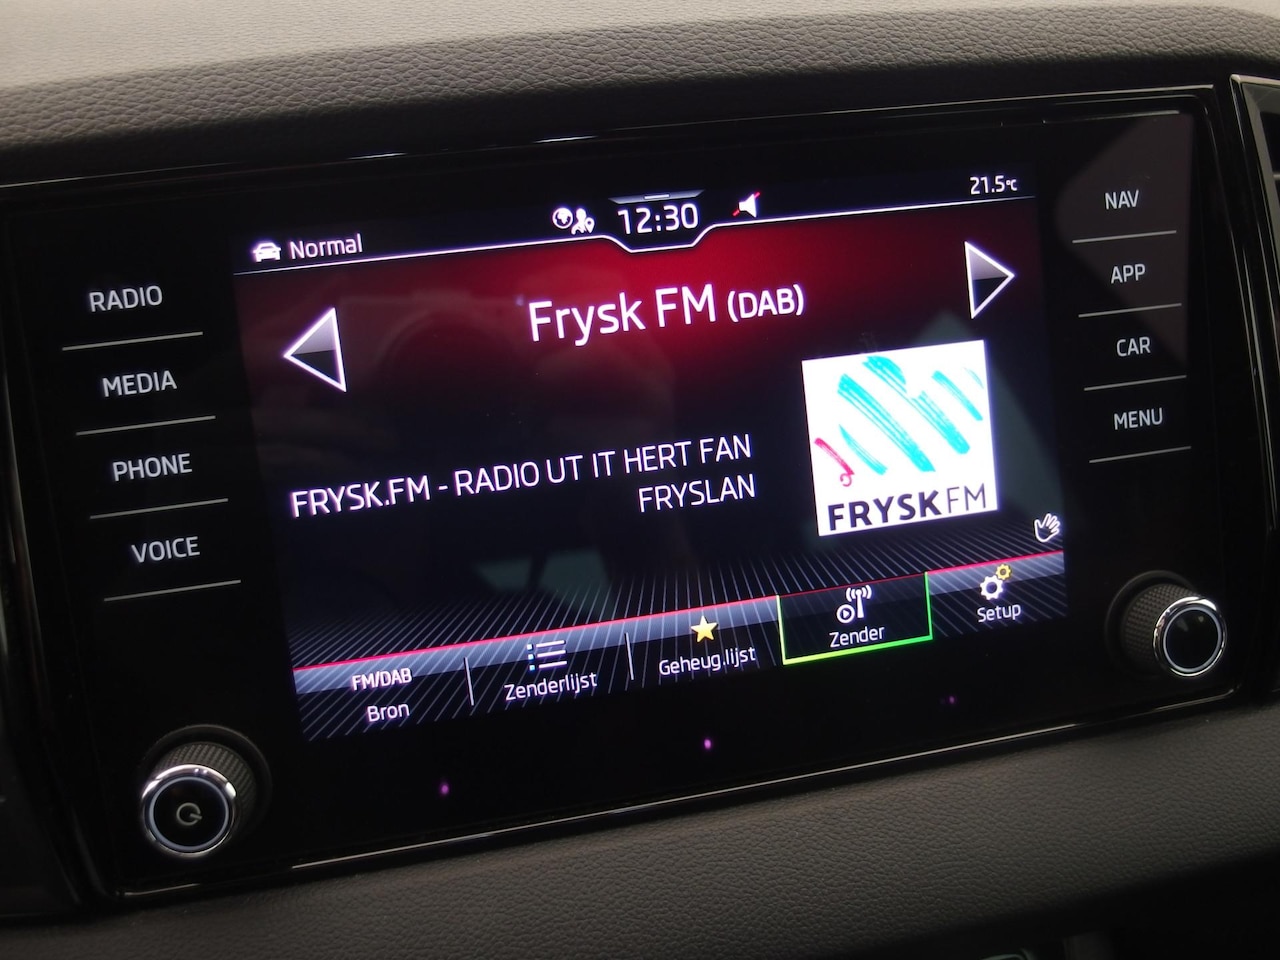 Normal
12:30
21.5°C
RADIO
MEDIA
PHONE
VOICE
Frysk FM (DAB)
FRYSK.FM - RADIO UT IT HERT FAN
FRYSLAN
FRYSKFM
NAV
APP
CAR
MENU
FM/DAB
Bron
Zenderlijst
Geheug.lijst
Zender
Setup